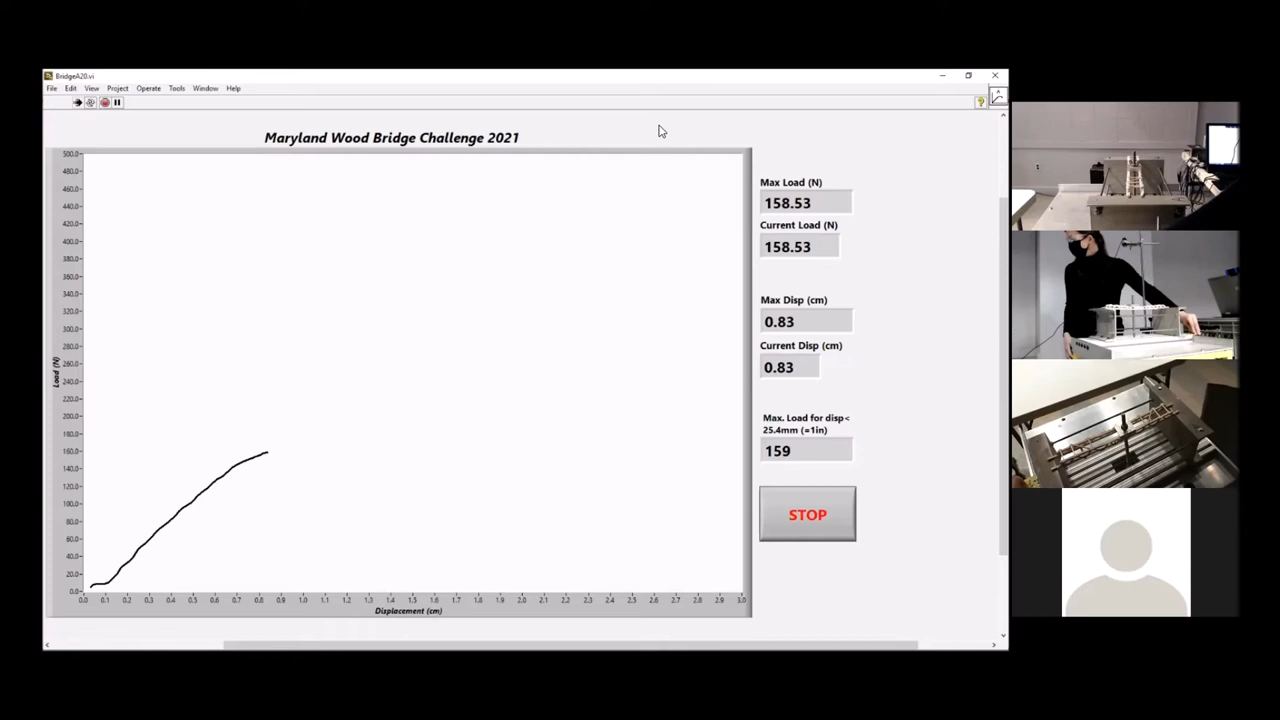 BridgeA20.vi
File Edit View Project Operate Tools Window Help
Maryland Wood Bridge Challenge 2021
500.0
480.0
460.0
440.0
420.0
400.0
380.0
360.0
340.0
320.0
300.0
280.0
260.0
240.0
220.0
200.0
180.0
160.0
140.0
120.0
100.0
80.0
60.0
40.0
20.0
0.0
Load (N)
0.0 0.1 0.2 0.3 0.4 0.5 0.6 0.7 0.8 0.9 1.0 1.1 1.2 1.3 1.4 1.5 1.6 1.7 1.8 1.9 2.0 2.1 2.2 2.3 2.4 2.5 2.6 2.7 2.8 2.9 3.0
Displacement (cm)
Max Load (N)
158.53
Current Load (N)
158.53
Max Disp (cm)
0.83
Current Disp (cm)
0.83
Max. Load for disp<
25.4mm (=1in)
159
STOP